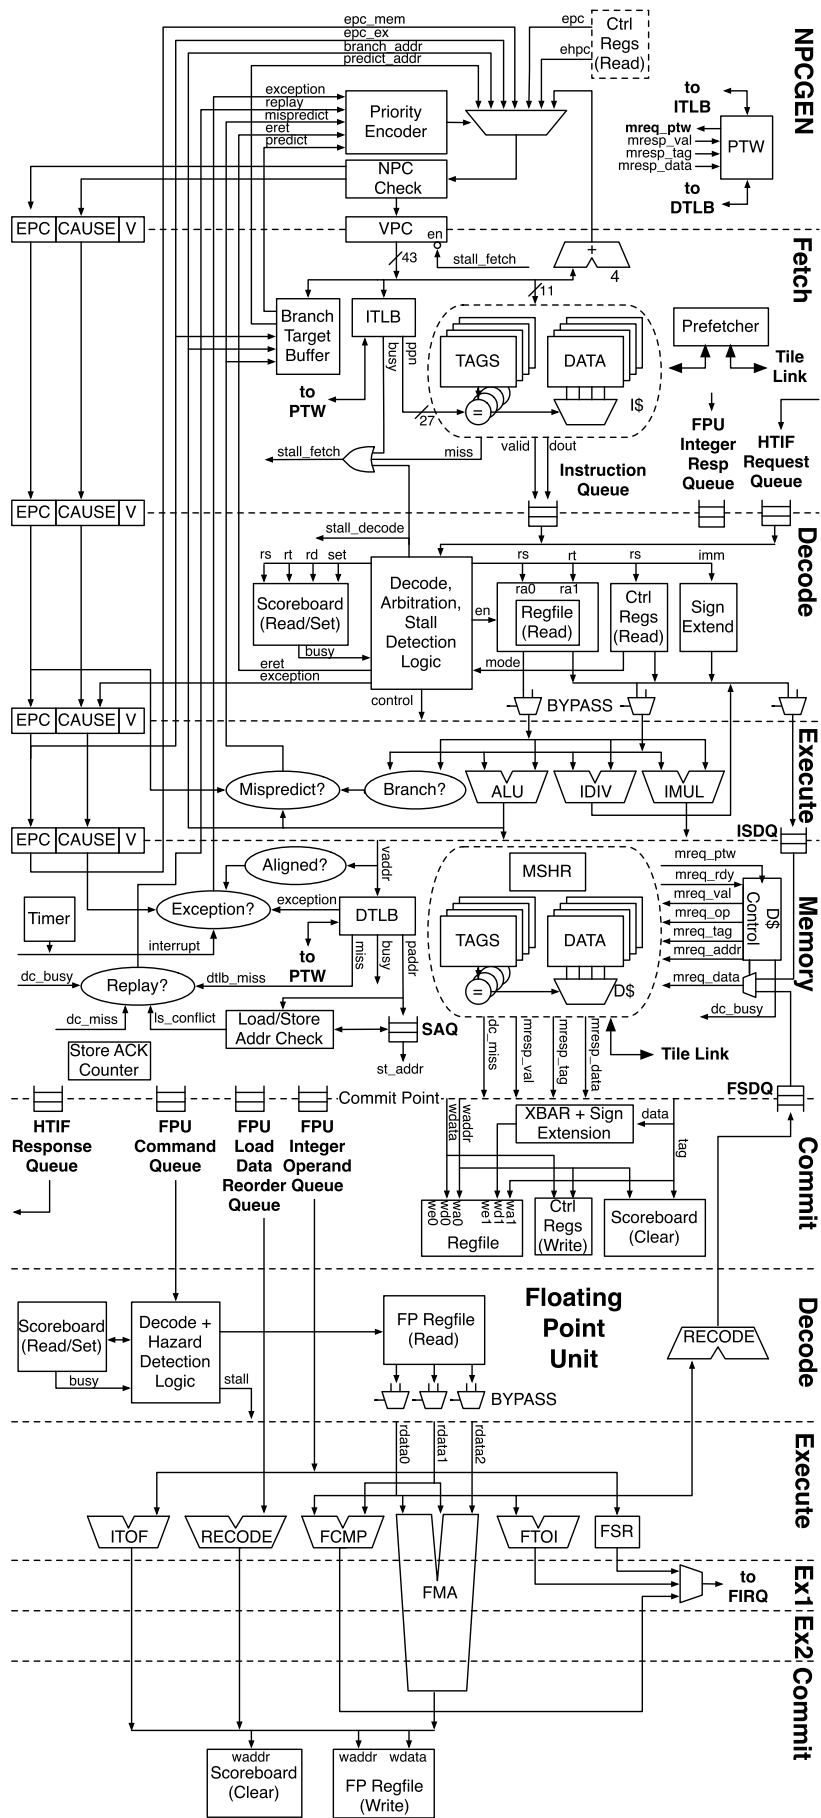 epc_mem
epc_ex
branch_addr
predict_addr
epc
ehpc
Ctrl
Regs
(Read)
NPCGEN
exception
replay
mispredict
eret
predict
Priority
Encoder
to
ITLB
mreq_ptw
mresp_val
mresp_tag
mresp_data
PTW
to
DTLB
NPC
Check
EPC CAUSE V
VPC
en
43
stall_fetch
+
4
Fetch
11
Branch
Target
Buffer
ITLB
busy
ppn
TAGS
DATA
=
I$
27
Prefetcher
Tile
Link
to
PTW
stall_fetch
miss
valid
dout
Instruction
Queue
FPU
Integer
Resp
Queue
HTIF
Request
Queue
EPC CAUSE V
Decode
stall_decode
rs rt rd set
Scoreboard
(Read/Set)
busy
eret
exception
Decode,
Arbitration,
Stall
Detection
Logic
control
en
rs rt rs imm
ra0 ra1
Regfile
(Read)
Ctrl
Regs
(Read)
Sign
Extend
mode
BYPASS
EPC CAUSE V
Execute
Mispredict?
Branch?
ALU
IDIV
IMUL
EPC CAUSE V
ISDQ
Memory
Aligned?
vaddr
Exception?
exception
DTLB
Timer
interrupt
to
PTW
miss
busy
paddr
dc_busy
Replay?
dtlb_miss
dc_miss
ls_conflict
Load/Store
Addr Check
SAQ
st_addr
Store ACK
Counter
MSHR
TAGS
DATA
=
D$
mreq_ptw
mreq_rdy
mreq_val
mreq_op
mreq_tag
mreq_addr
mreq_data
D$
Control
dc_busy
dc_miss
mresp_val
mresp_tag
mresp_data
Tile Link
FSDQ
Commit Point
HTIF
Response
Queue
FPU
Command
Queue
FPU
Load
Data
Reorder
Queue
FPU
Integer
Operand
Queue
Commit
wdata
waddr
XBAR + Sign
Extension
data
tag
we0
wd0
wa0
we1
wd1
wa1
Regfile
Ctrl
Regs
(Write)
Scoreboard
(Clear)
Floating
Point
Unit
Decode
Scoreboard
(Read/Set)
busy
Decode +
Hazard
Detection
Logic
stall
FP Regfile
(Read)
BYPASS
RECODE
rdata0
rdata1
rdata2
Execute
ITOF
RECODE
FCMP
FMA
FTOI
FSR
Ex1
to
FIRQ
Ex2
Commit
waddr
Scoreboard
(Clear)
waddr wdata
FP Regfile
(Write)